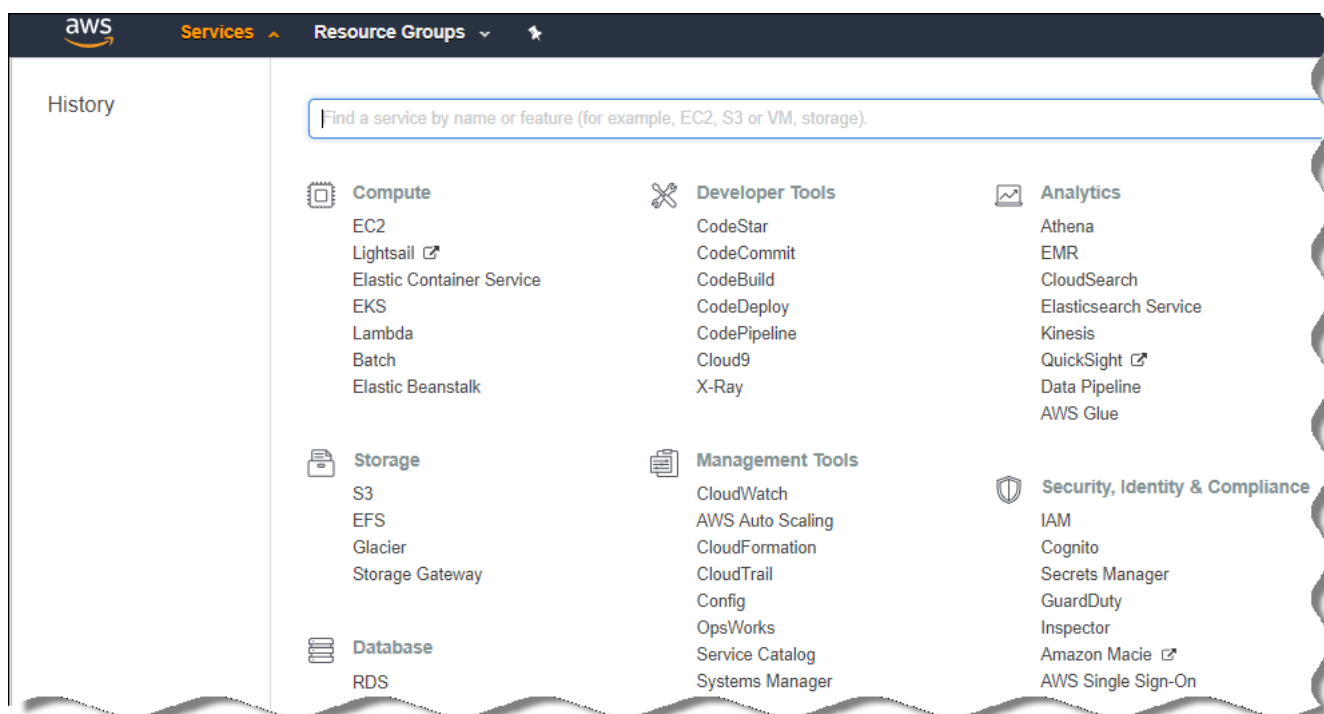 aws Services Resource Groups
History
Find a service by name or feature (for example, EC2, S3 or VM, storage).
Compute
EC2
Lightsail
Elastic Container Service
EKS
Lambda
Batch
Elastic Beanstalk
Storage
S3
EFS
Glacier
Storage Gateway
Database
RDS
Developer Tools
CodeStar
CodeCommit
CodeBuild
CodeDeploy
CodePipeline
Cloud9
X-Ray
Management Tools
CloudWatch
AWS Auto Scaling
CloudFormation
CloudTrail
Config
OpsWorks
Service Catalog
Systems Manager
Analytics
Athena
EMR
CloudSearch
Elasticsearch Service
Kinesis
QuickSight
Data Pipeline
AWS Glue
Security, Identity & Compliance
IAM
Cognito
Secrets Manager
GuardDuty
Inspector
Amazon Macie
AWS Single Sign-On